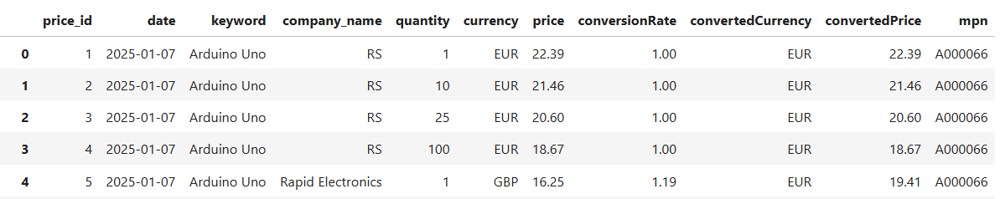 price_id date keyword company_name quantity currency price conversionRate convertedCurrency convertedPrice mpn
0 1 2025-01-07 Arduino Uno RS 1 EUR 22.39 1.00 EUR 22.39 A000066
1 2 2025-01-07 Arduino Uno RS 10 EUR 21.46 1.00 EUR 21.46 A000066
2 3 2025-01-07 Arduino Uno RS 25 EUR 20.60 1.00 EUR 20.60 A000066
3 4 2025-01-07 Arduino Uno RS 100 EUR 18.67 1.00 EUR 18.67 A000066
4 5 2025-01-07 Arduino Uno Rapid Electronics 1 GBP 16.25 1.19 EUR 19.41 A000066